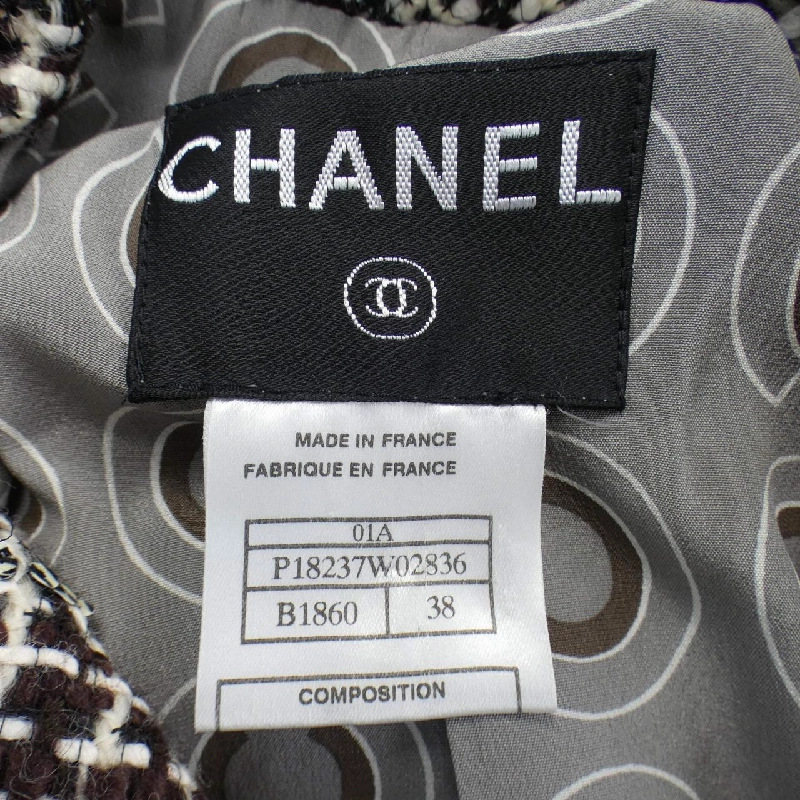 CHANEL
MADE IN FRANCE
FABRIQUE EN FRANCE
01A
P18237W02836
B1860 38
COMPOSITION